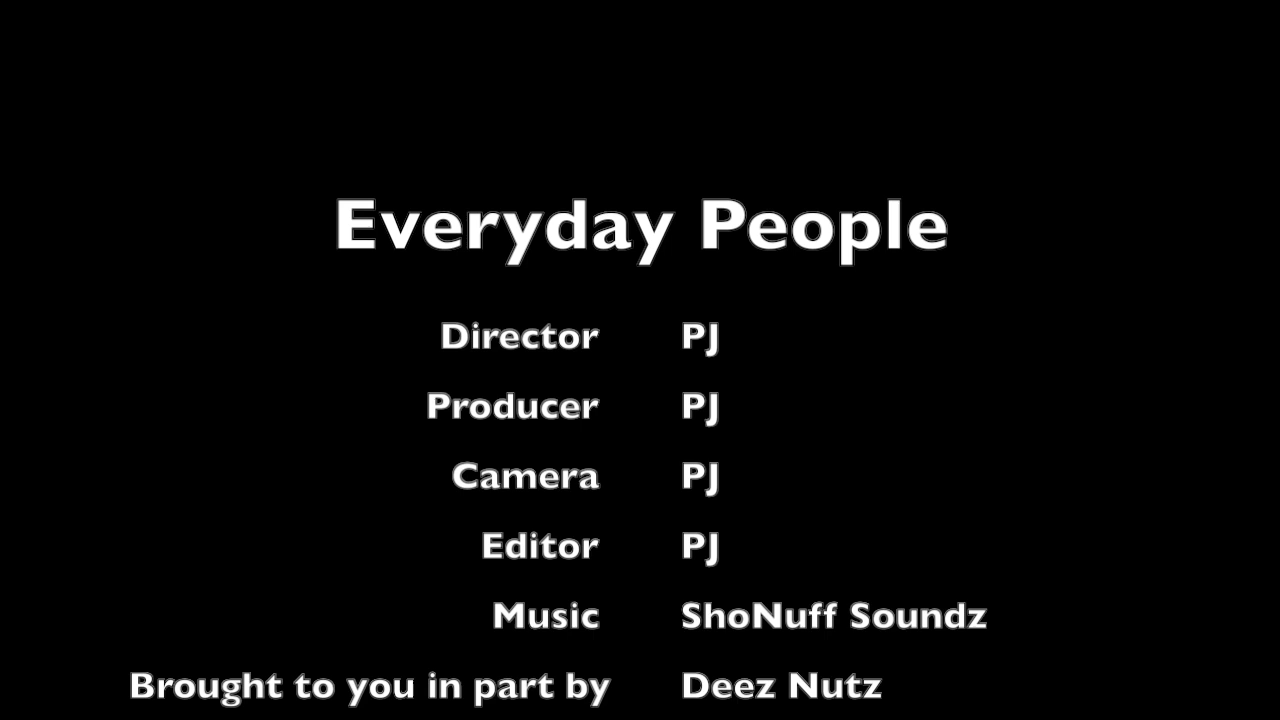 Everyday People
Director PJ
Producer PJ
Camera PJ
Editor PJ
Music ShoNuff Soundz
Brought to you in part by Deez Nutz